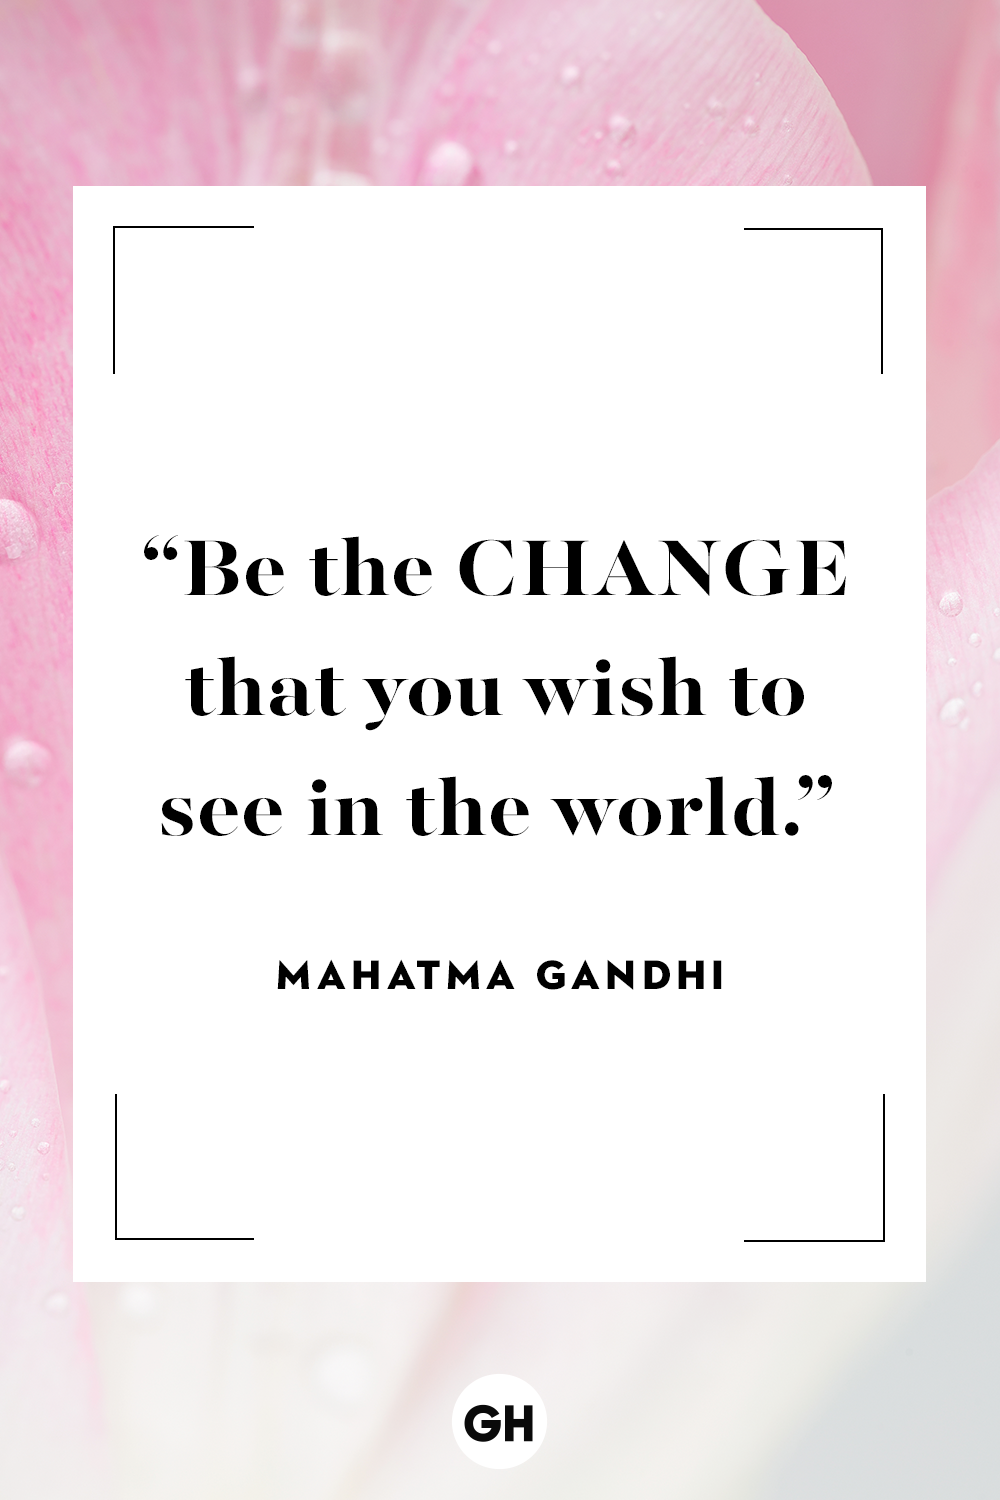 “Be the CHANGE
that you wish to
see in the world.”
MAHATMA GANDHI
GH